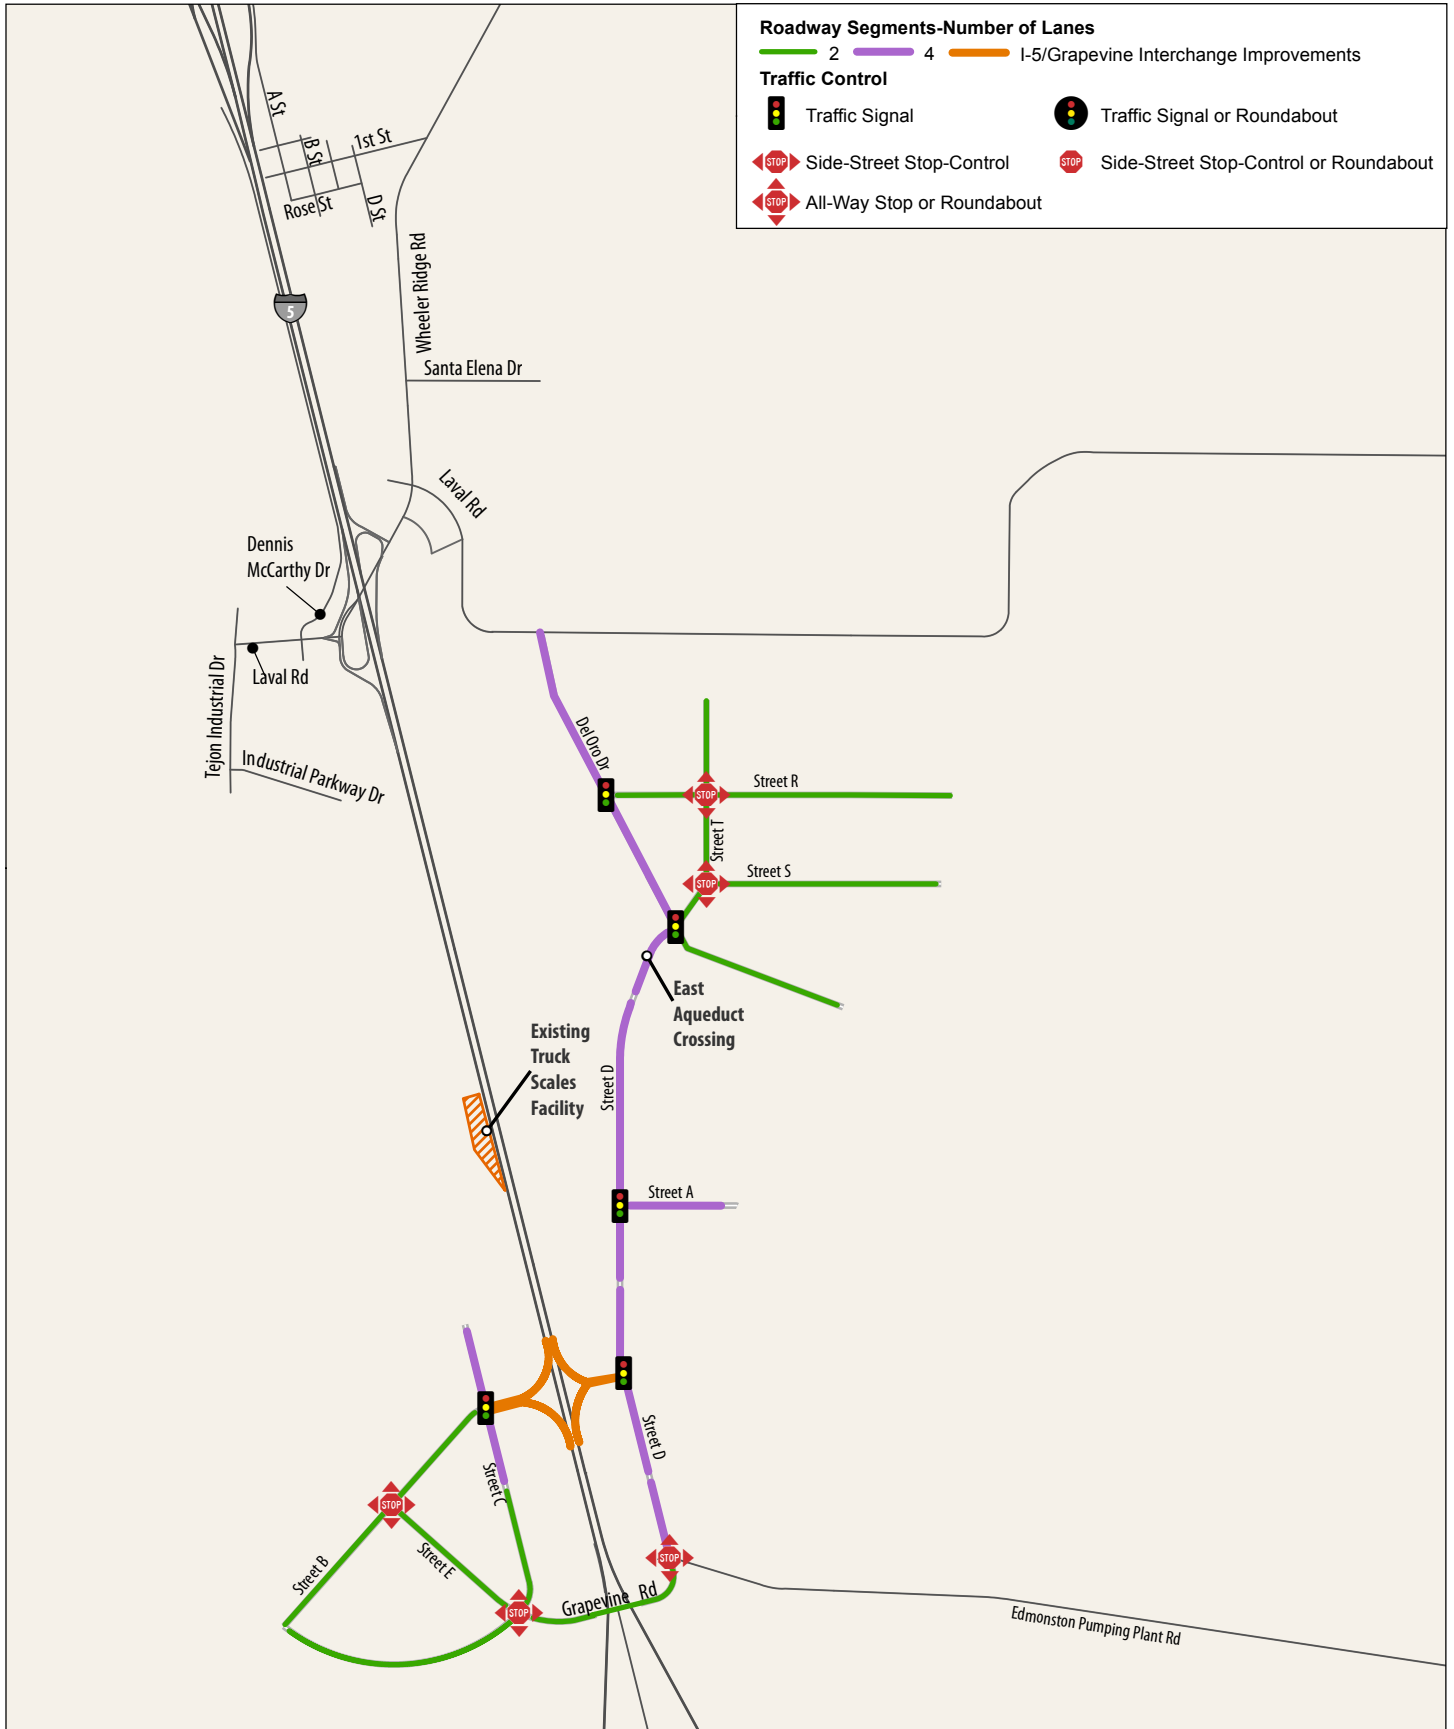 Roadway Segments-Number of Lanes
2 4 I-5/Grapevine Interchange Improvements
Traffic Control
Traffic Signal Traffic Signal or Roundabout
STOP Side-Street Stop-Control STOP Side-Street Stop-Control or Roundabout
STOP All-Way Stop or Roundabout
A St
B St
1st St
Rose St
D St
Wheeler Ridge Rd
5
Santa Elena Dr
Laval Rd
Dennis
McCarthy Dr
Laval Rd
Tejon Industrial Dr
Industrial Parkway Dr
Del Oro Dr
STOP
Street R
Street T
STOP
Street S
East
Aqueduct
Crossing
Existing
Truck
Scales
Facility
Street D
Street A
Street D
Street C
STOP
Street E
Street B
STOP
STOP
Grapevine Rd
Edmonston Pumping Plant Rd